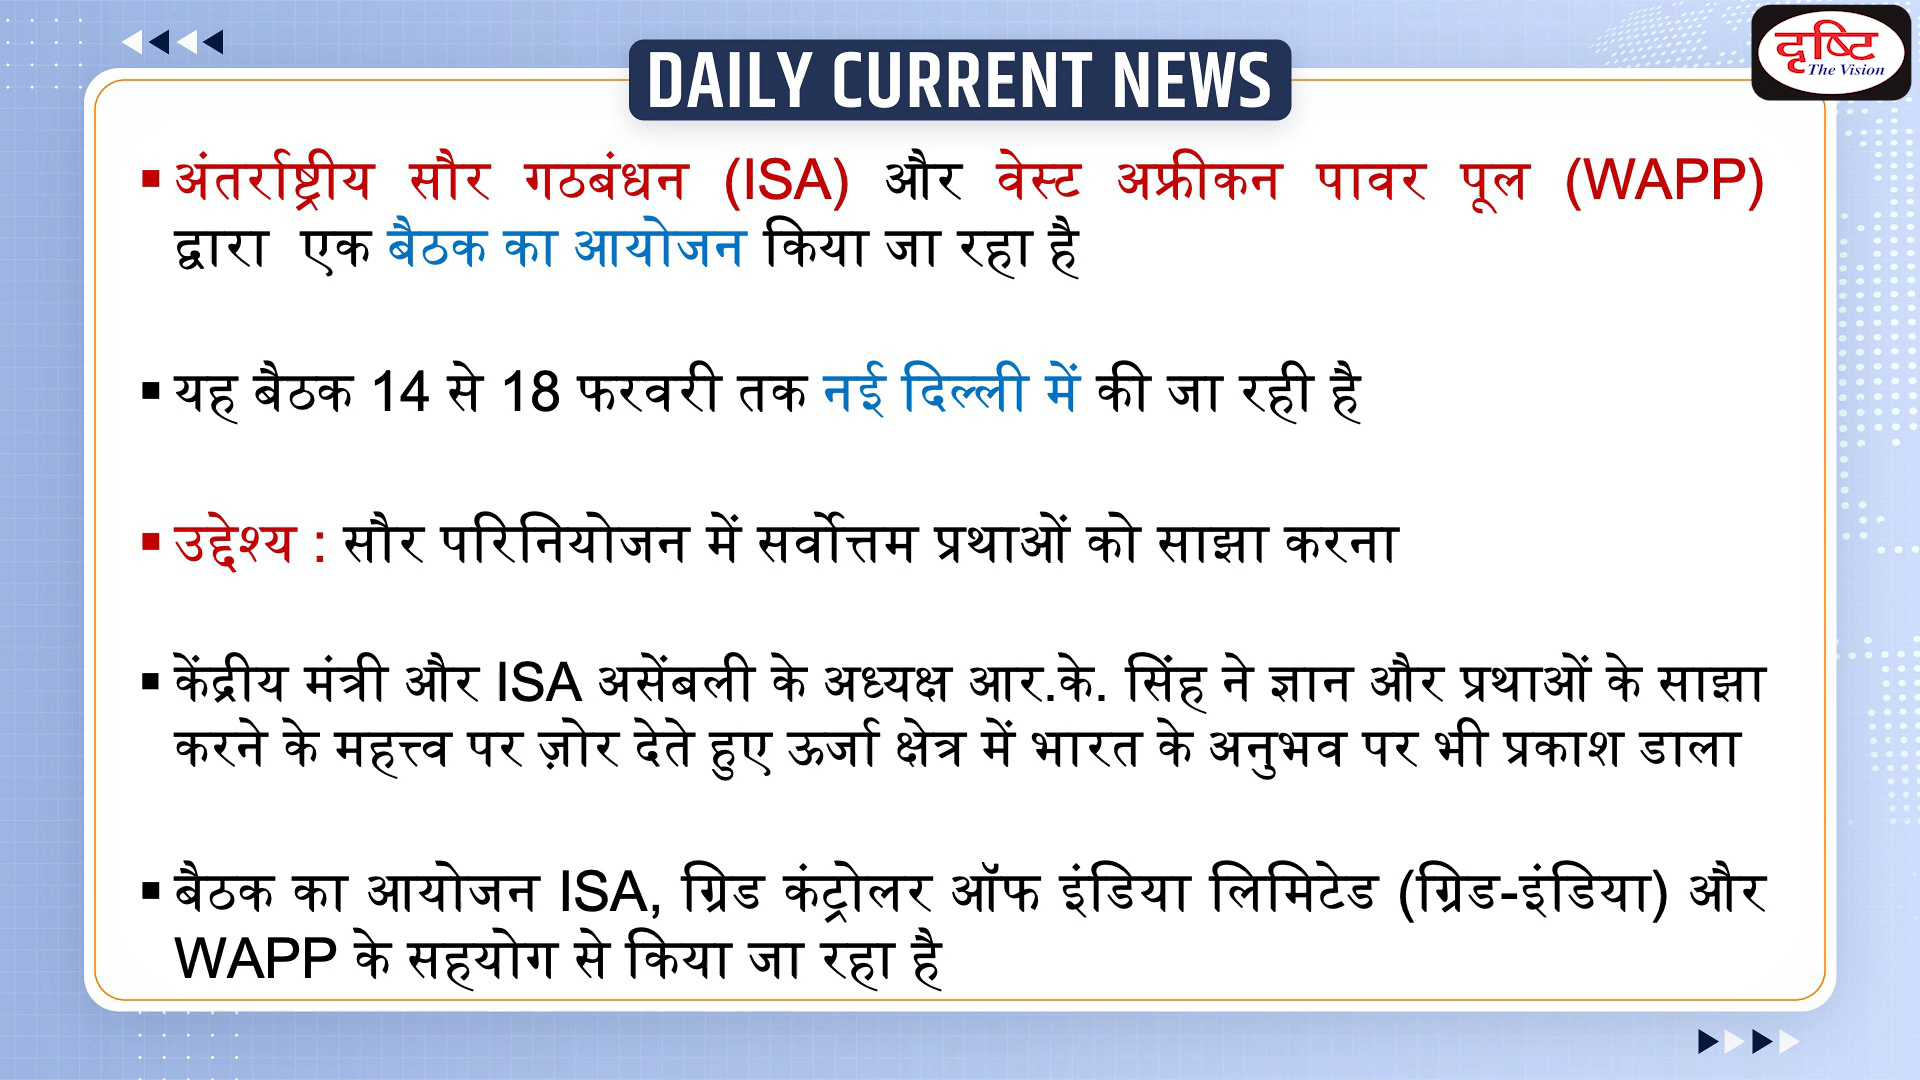 DAILY CURRENT NEWS
दृष्टि
The Vision
▪ अंतर्राष्ट्रीय सौर गठबंधन (ISA) और वेस्ट अफ्रीकन पावर पूल (WAPP)
द्वारा एक बैठक का आयोजन किया जा रहा है
▪ यह बैठक 14 से 18 फरवरी तक नई दिल्ली में की जा रही है
▪ उद्देश्य : सौर परिनियोजन में सर्वोत्तम प्रथाओं को साझा करना
▪ केंद्रीय मंत्री और ISA असेंबली के अध्यक्ष आर.के. सिंह ने ज्ञान और प्रथाओं के साझा
करने के महत्त्व पर ज़ोर देते हुए ऊर्जा क्षेत्र में भारत के अनुभव पर भी प्रकाश डाला
▪ बैठक का आयोजन ISA, ग्रिड कंट्रोलर ऑफ इंडिया लिमिटेड (ग्रिड-इंडिया) और
WAPP के सहयोग से किया जा रहा है